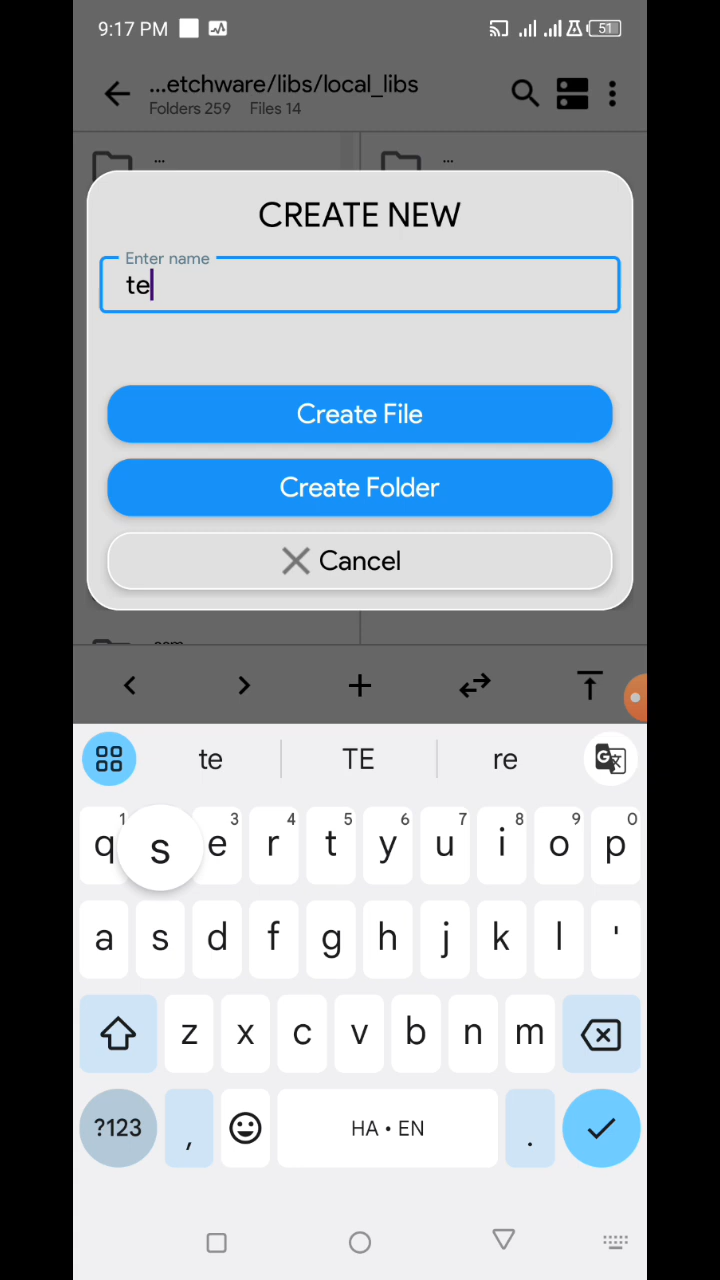 9:17 PM 51
...etchware/libs/local_libs
Folders 259 Files 14
... ...
CREATE NEW
Enter name
te
Create File
Create Folder
Cancel
te TE re
1 3 4 5 6 7 8 9 0
q s e r t y u i o p
a s d f g h j k l '
z x c v b n m
?123 , HA • EN .